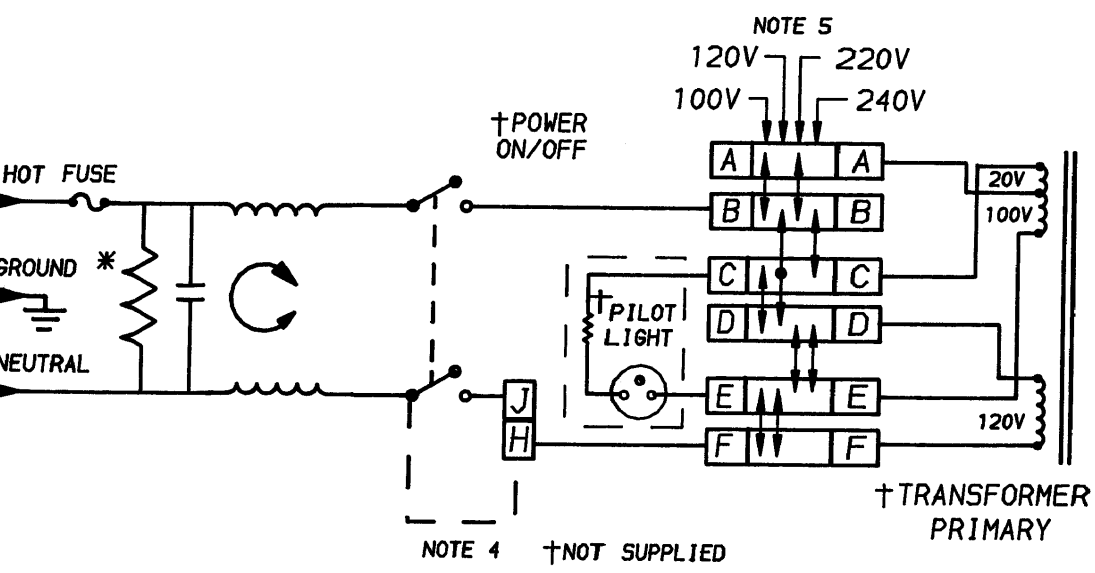 NOTE 5
120V 220V
100V 240V
†POWER
ON/OFF
HOT FUSE
A A
20V
B B
100V
GROUND *
C C
†PILOT
LIGHT
D D
NEUTRAL
J
E E
120V
H
F F
†TRANSFORMER
PRIMARY
NOTE 4 †NOT SUPPLIED